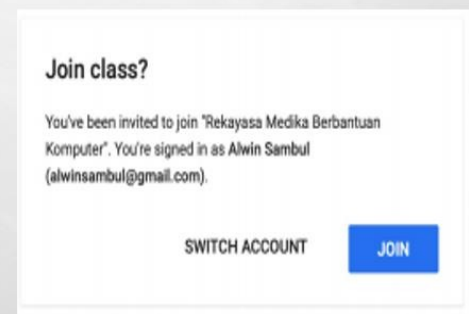 Join class?
You've been invited to join "Rekayasa Medika Berbantuan
Komputer". You're signed in as Alwin Sambul
(alwinsambul@gmail.com).
SWITCH ACCOUNT JOIN